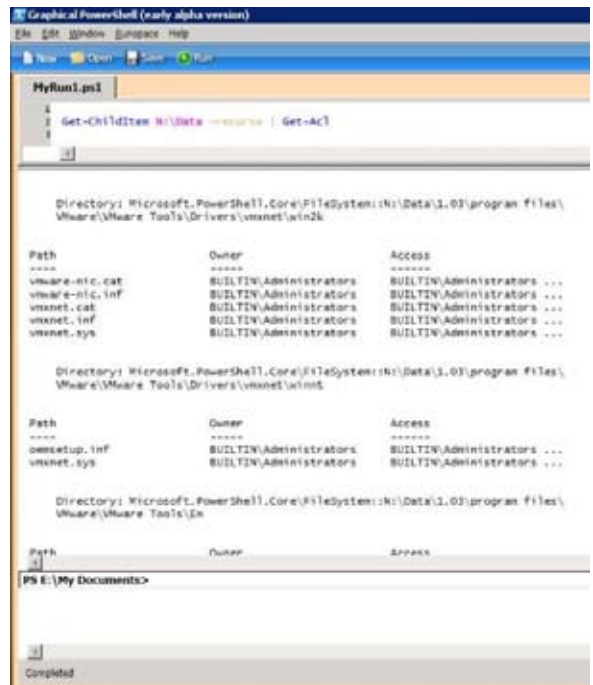 Graphical PowerShell (early alpha version)
File Edit Window Runspace Help
New Open Save Run
MyRun1.ps1
1
2 Get-ChildItem N:\Data -recurse | Get-Acl
3
Directory: Microsoft.PowerShell.Core\FileSystem::N:\Data\1.03\program files\
VMware\VMware Tools\Drivers\vmxnet\win2k
Path Owner Access
---- ----- ------
vmware-nic.cat BUILTIN\Administrators BUILTIN\Administrators ...
vmware-nic.inf BUILTIN\Administrators BUILTIN\Administrators ...
vmxnet.cat BUILTIN\Administrators BUILTIN\Administrators ...
vmxnet.inf BUILTIN\Administrators BUILTIN\Administrators ...
vmxnet.sys BUILTIN\Administrators BUILTIN\Administrators ...
Directory: Microsoft.PowerShell.Core\FileSystem::N:\Data\1.03\program files\
VMware\VMware Tools\Drivers\vmxnet\winnt
Path Owner Access
---- ----- ------
oemsetup.inf BUILTIN\Administrators BUILTIN\Administrators ...
vmxnet.sys BUILTIN\Administrators BUILTIN\Administrators ...
Directory: Microsoft.PowerShell.Core\FileSystem::N:\Data\1.03\program files\
VMware\VMware Tools\En
Path Owner Access
PS E:\My Documents>
Completed